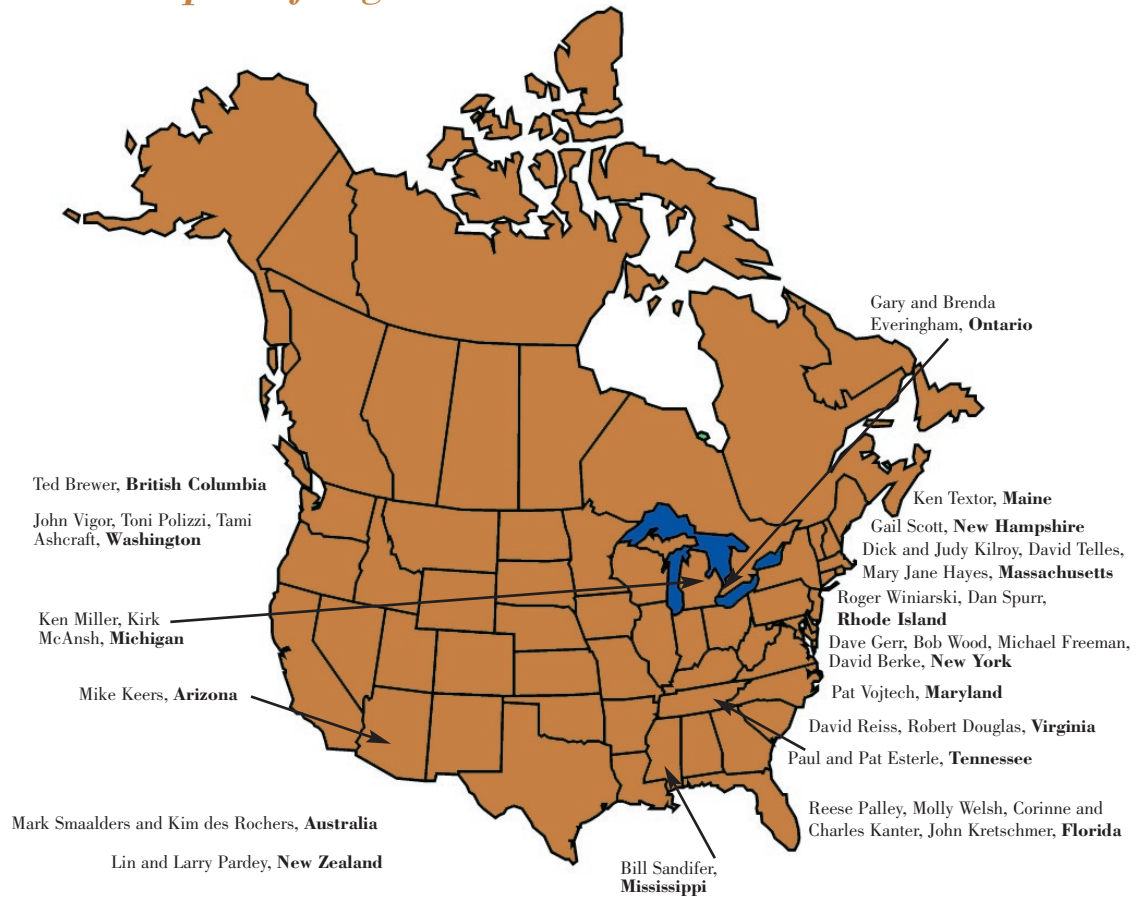 Gary and Brenda
Everingham, Ontario
Ted Brewer, British Columbia
John Vigor, Toni Polizzi, Tami
Ashcraft, Washington
Ken Miller, Kirk
McAnsh, Michigan
Mike Keers, Arizona
Mark Smaalders and Kim des Rochers, Australia
Lin and Larry Pardey, New Zealand
Ken Textor, Maine
Gail Scott, New Hampshire
Dick and Judy Kilroy, David Telles,
Mary Jane Hayes, Massachusetts
Roger Winiarski, Dan Spurr,
Rhode Island
Dave Gerr, Bob Wood, Michael Freeman,
David Berke, New York
Pat Vojtech, Maryland
David Reiss, Robert Douglas, Virginia
Paul and Pat Esterle, Tennessee
Reese Palley, Molly Welsh, Corinne and
Charles Kanter, John Kretschmer, Florida
Bill Sandifer,
Mississippi